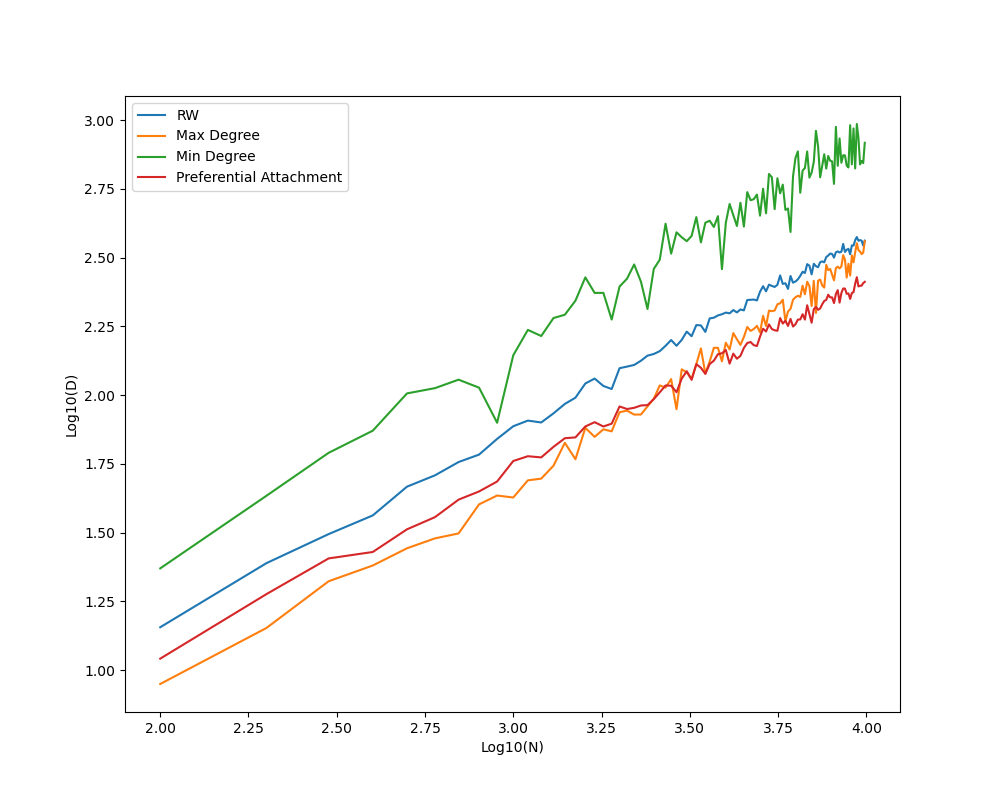 RW
Max Degree
Min Degree
Preferential Attachment
3.00
2.75
2.50
2.25
2.00
1.75
1.50
1.25
1.00
Log10(D)
2.00 2.25 2.50 2.75 3.00 3.25 3.50 3.75 4.00
Log10(N)